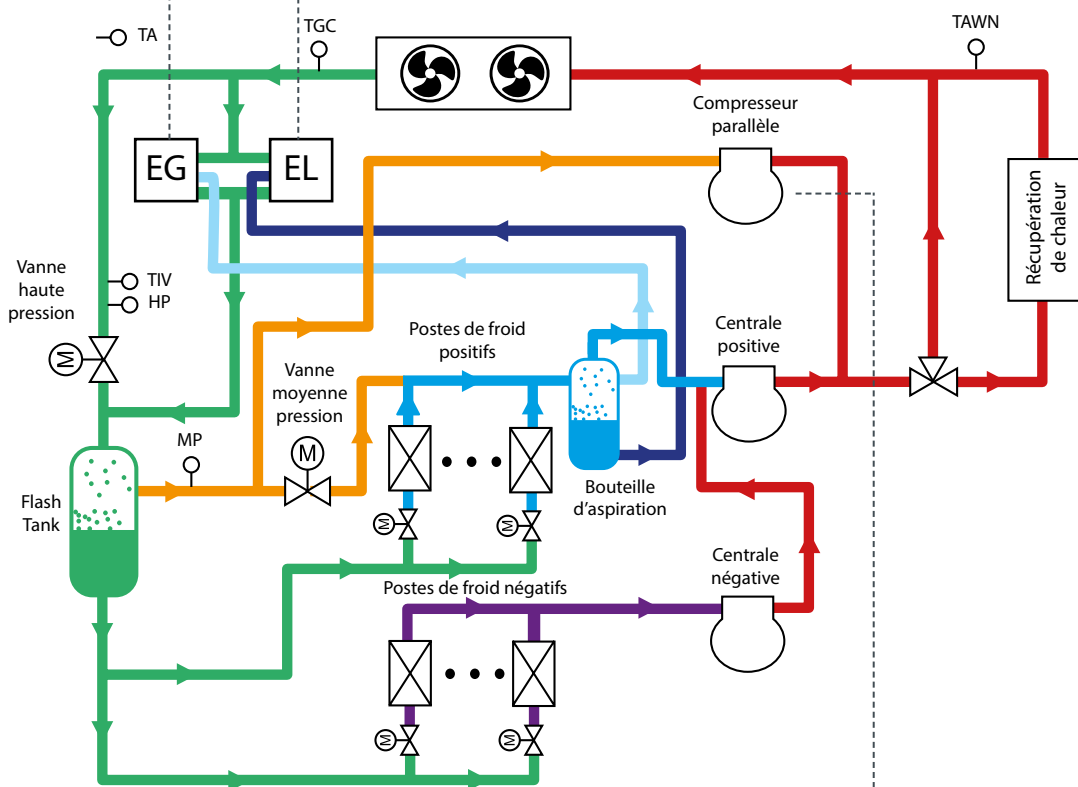 TA
TGC
TAWN
Compresseur
parallèle
EG
EL
Récupération
de chaleur
Vanne
haute
pression
TIV
HP
M
Postes de froid
positifs
Centrale
positive
Vanne
moyenne
pression
MP
M
Flash
Tank
Bouteille
d’aspiration
M
M
Postes de froid négatifs
Centrale
négative
M
M